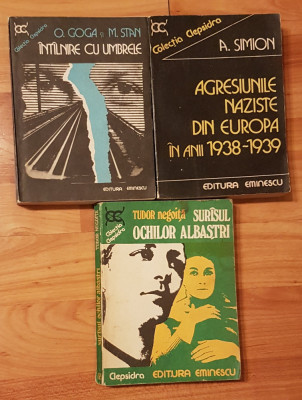 O. GOGA și M. STAN
ÎNTÎLNIRE CU UMBRELE
Colecția Clepsidra
EDITURA EMINESCU
Colecția Clepsidra
A. SIMION
AGRESIUNILE
NAZISTE
DIN EUROPA
ÎN ANII 1938-1939
EDITURA EMINESCU
TUDOR negoiță
SURÎSUL
OCHILOR ALBAȘTRI
Colecția Clepsidra
Clepsidra EDITURA EMINESCU